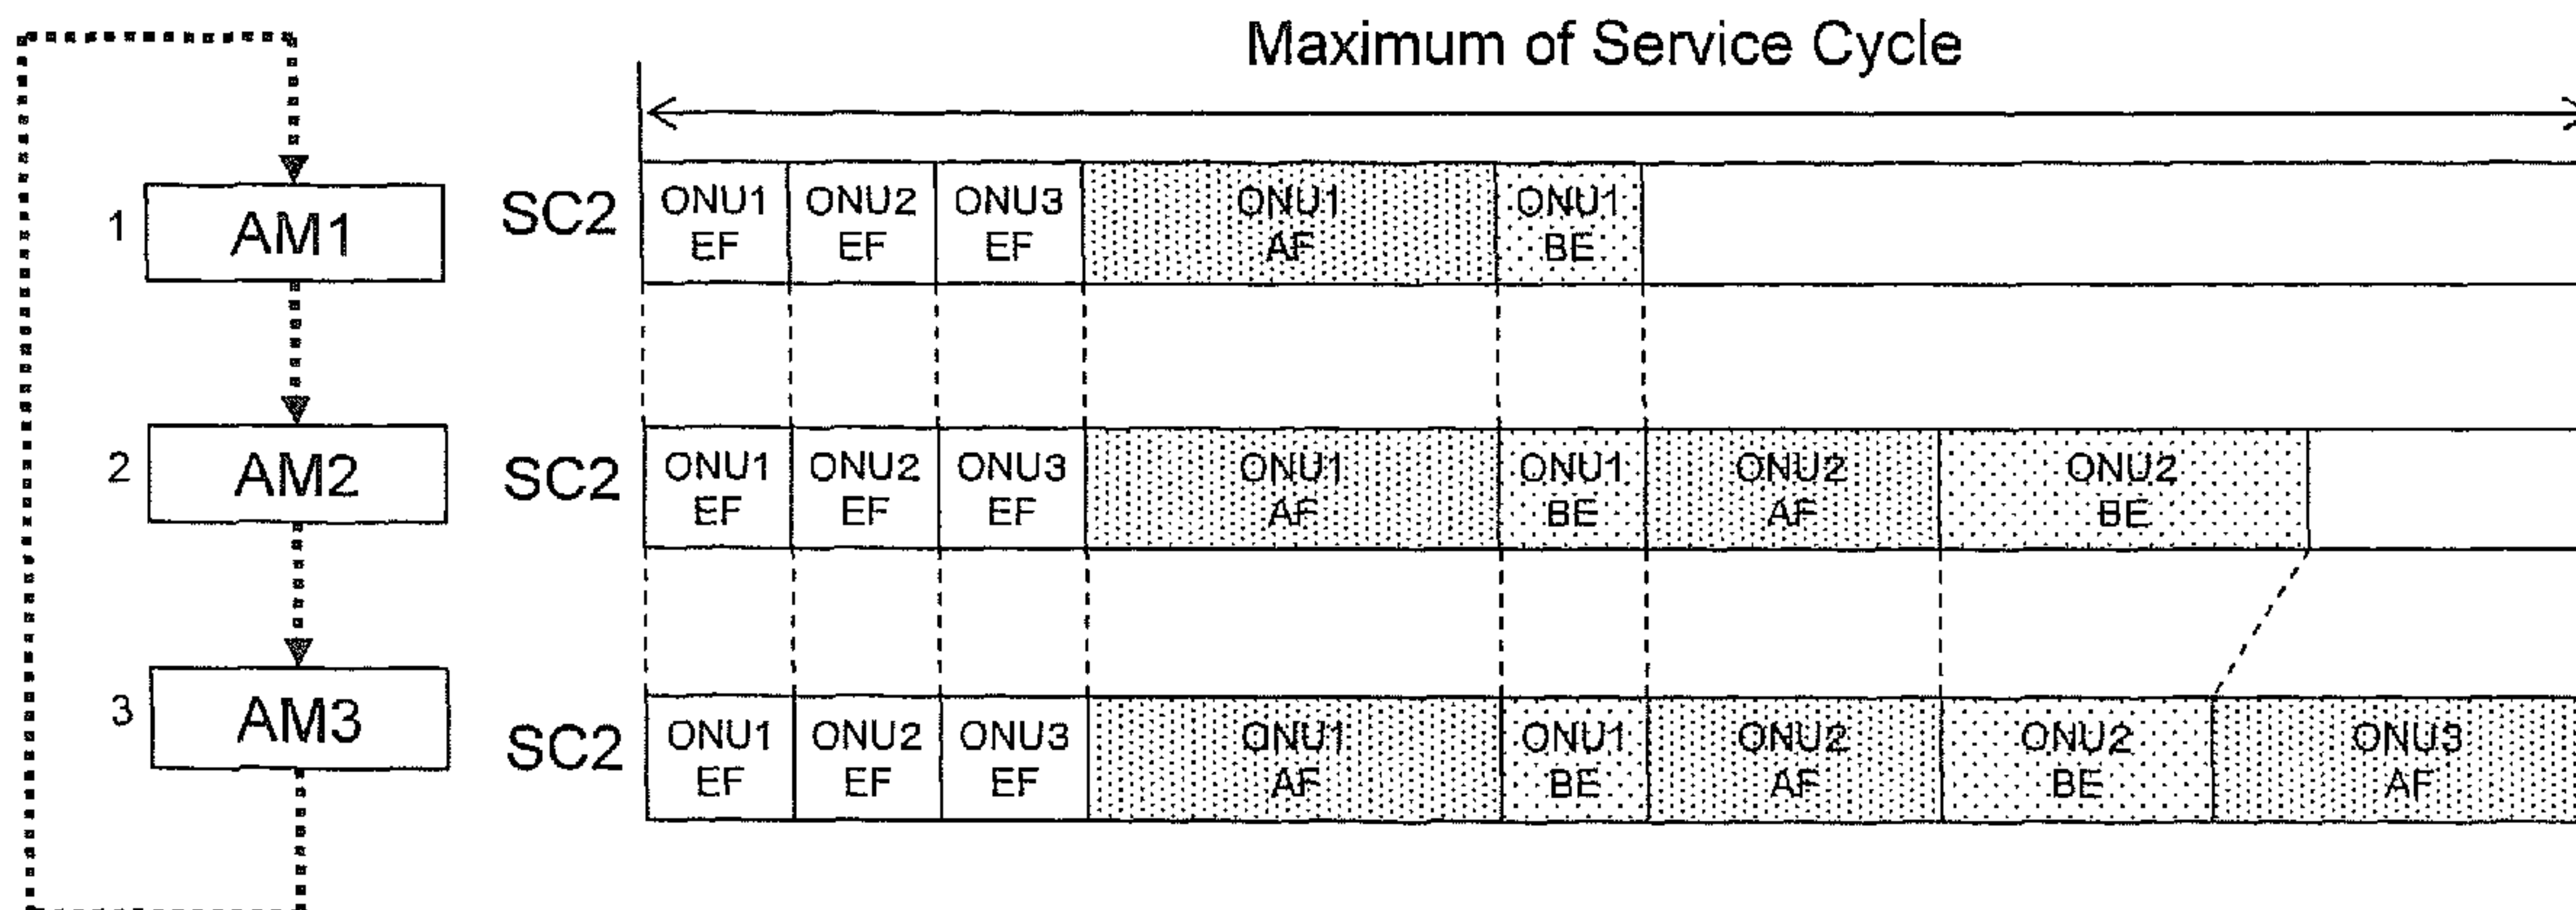 Maximum of Service Cycle
1
AM1
SC2
ONU1
EF
ONU2
EF
ONU3
EF
ONU1
AF
ONU1
BE
2
AM2
SC2
ONU1
EF
ONU2
EF
ONU3
EF
ONU1
AF
ONU1
BE
ONU2
AF
ONU2
BE
3
AM3
SC2
ONU1
EF
ONU2
EF
ONU3
EF
ONU1
AF
ONU1
BE
ONU2
AF
ONU2
BE
ONU3
AF